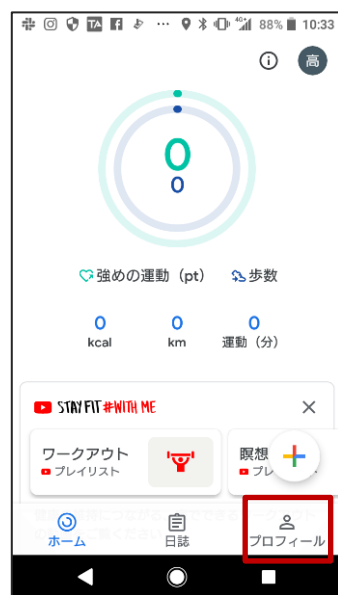 88% 10:33
高
0
0
強めの運動（pt） 歩数
0 0 0
kcal km 運動（分）
STAY FIT #WITH ME
ワークアウト
プレイリスト
瞑想
プレ
ホーム 日誌 プロフィール